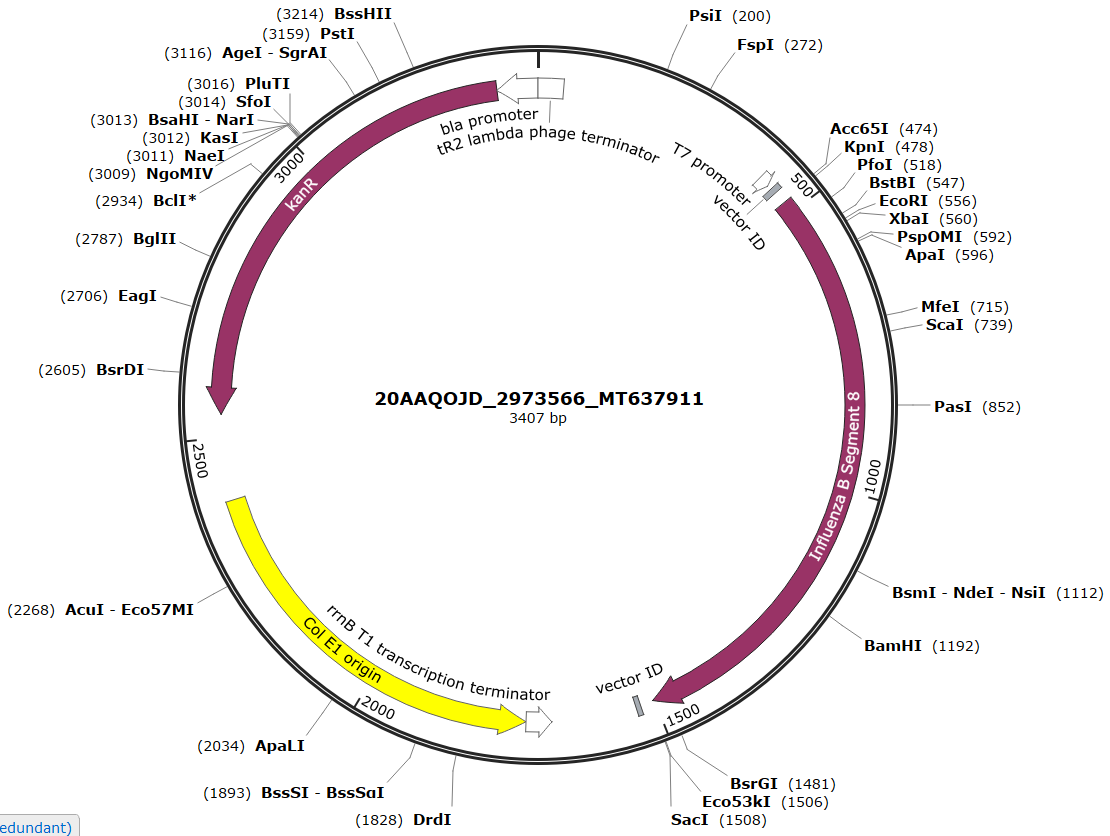 (3214) BssHII
(3159) PstI
(3116) AgeI - SgrAI
(3016) PluTI
(3014) SfoI
(3013) BsaHI - NarI
(3012) KasI
(3011) NaeI
(3009) NgoMIV
(2934) BclI*
(2787) BglII
(2706) EagI
(2605) BsrDI
(2268) AcuI - Eco57MI
(2034) ApaLI
(1893) BssSI - BssSαI
(1828) DrdI
PsiI (200)
FspI (272)
Acc65I (474)
KpnI (478)
PfoI (518)
BstBI (547)
EcoRI (556)
XbaI (560)
PspOMI (592)
ApaI (596)
MfeI (715)
ScaI (739)
PasI (852)
BsmI - NdeI - NsiI (1112)
BamHI (1192)
BsrGI (1481)
Eco53kI (1506)
SacI (1508)
bla promoter
tR2 lambda phage terminator
T7 promoter
vector ID
500
Influenza B Segment 8
1000
1500
vector ID
rrnB T1 transcription terminator
Col E1 origin
2000
2500
kanR
3000
20AAQOJD_2973566_MT637911
3407 bp
edundant)